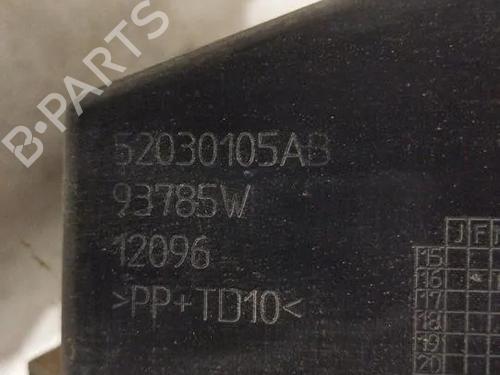 B-PARTS
52030105AB
93785W
12096
>PP+TD10<
J F
15
16
17
18
19
20